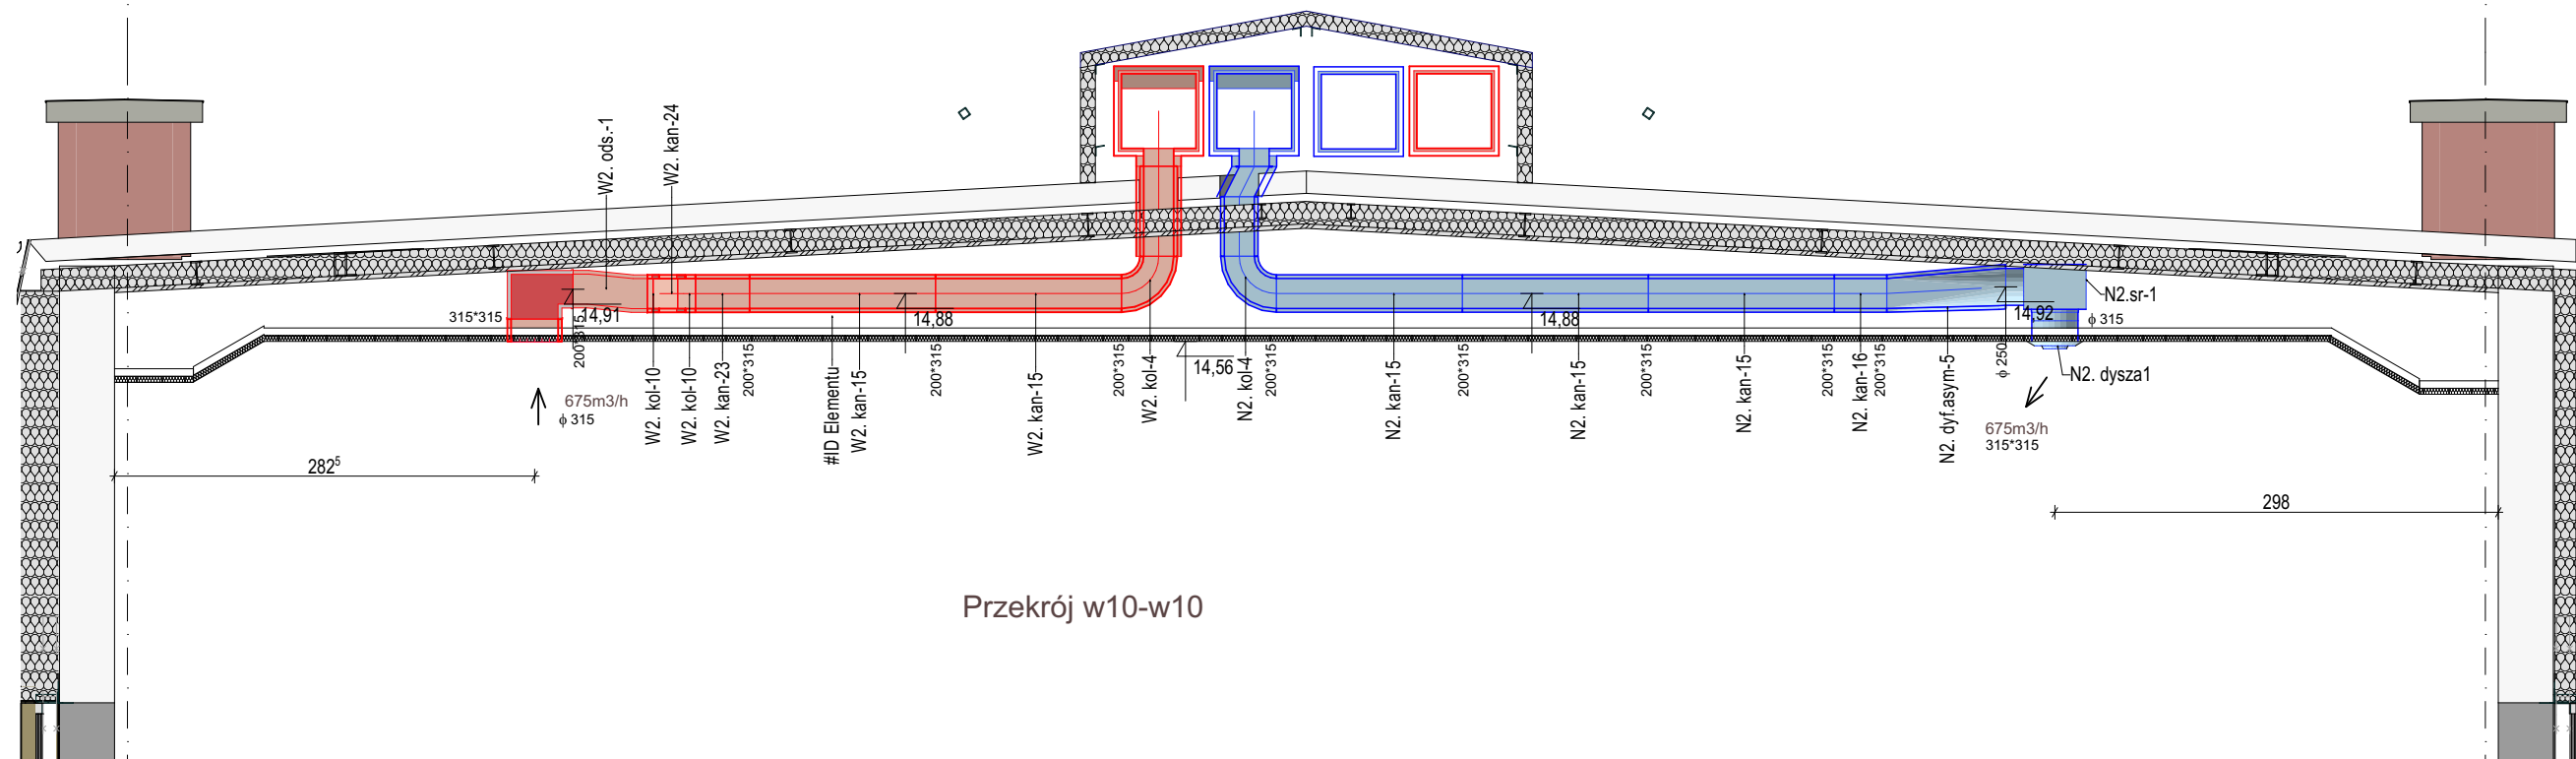 W2. ods.-1
W2. kan-24
315*315
14,91
200*315
14,88
14,88
14,92
N2.sr-1
ϕ 315
675m3/h
ϕ 315
W2. kol-10
W2. kol-10
W2. kan-23
200*315
#ID Elementu
W2. kan-15
200*315
W2. kan-15
200*315
W2. kol-4
14,56
N2. kol-4
200*315
N2. kan-15
200*315
N2. kan-15
200*315
N2. kan-15
200*315
N2. kan-16
200*315
N2. dyf.asym-5
ϕ 250
N2. dysza1
675m3/h
315*315
282⁵
298
Przekrój w10-w10